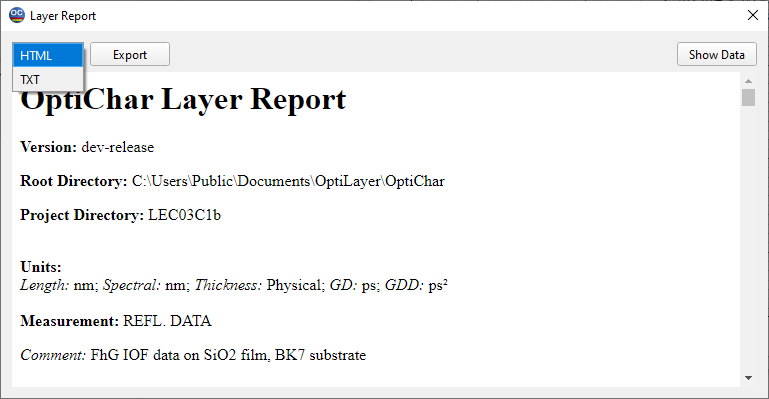 OC Layer Report
HTML Export Show Data
TXT
OptiChar Layer Report
Version: dev-release
Root Directory: C:\Users\Public\Documents\OptiLayer\OptiChar
Project Directory: LEC03C1b
Units:
Length: nm; Spectral: nm; Thickness: Physical; GD: ps; GDD: ps²
Measurement: REFL. DATA
Comment: FhG IOF data on SiO2 film, BK7 substrate